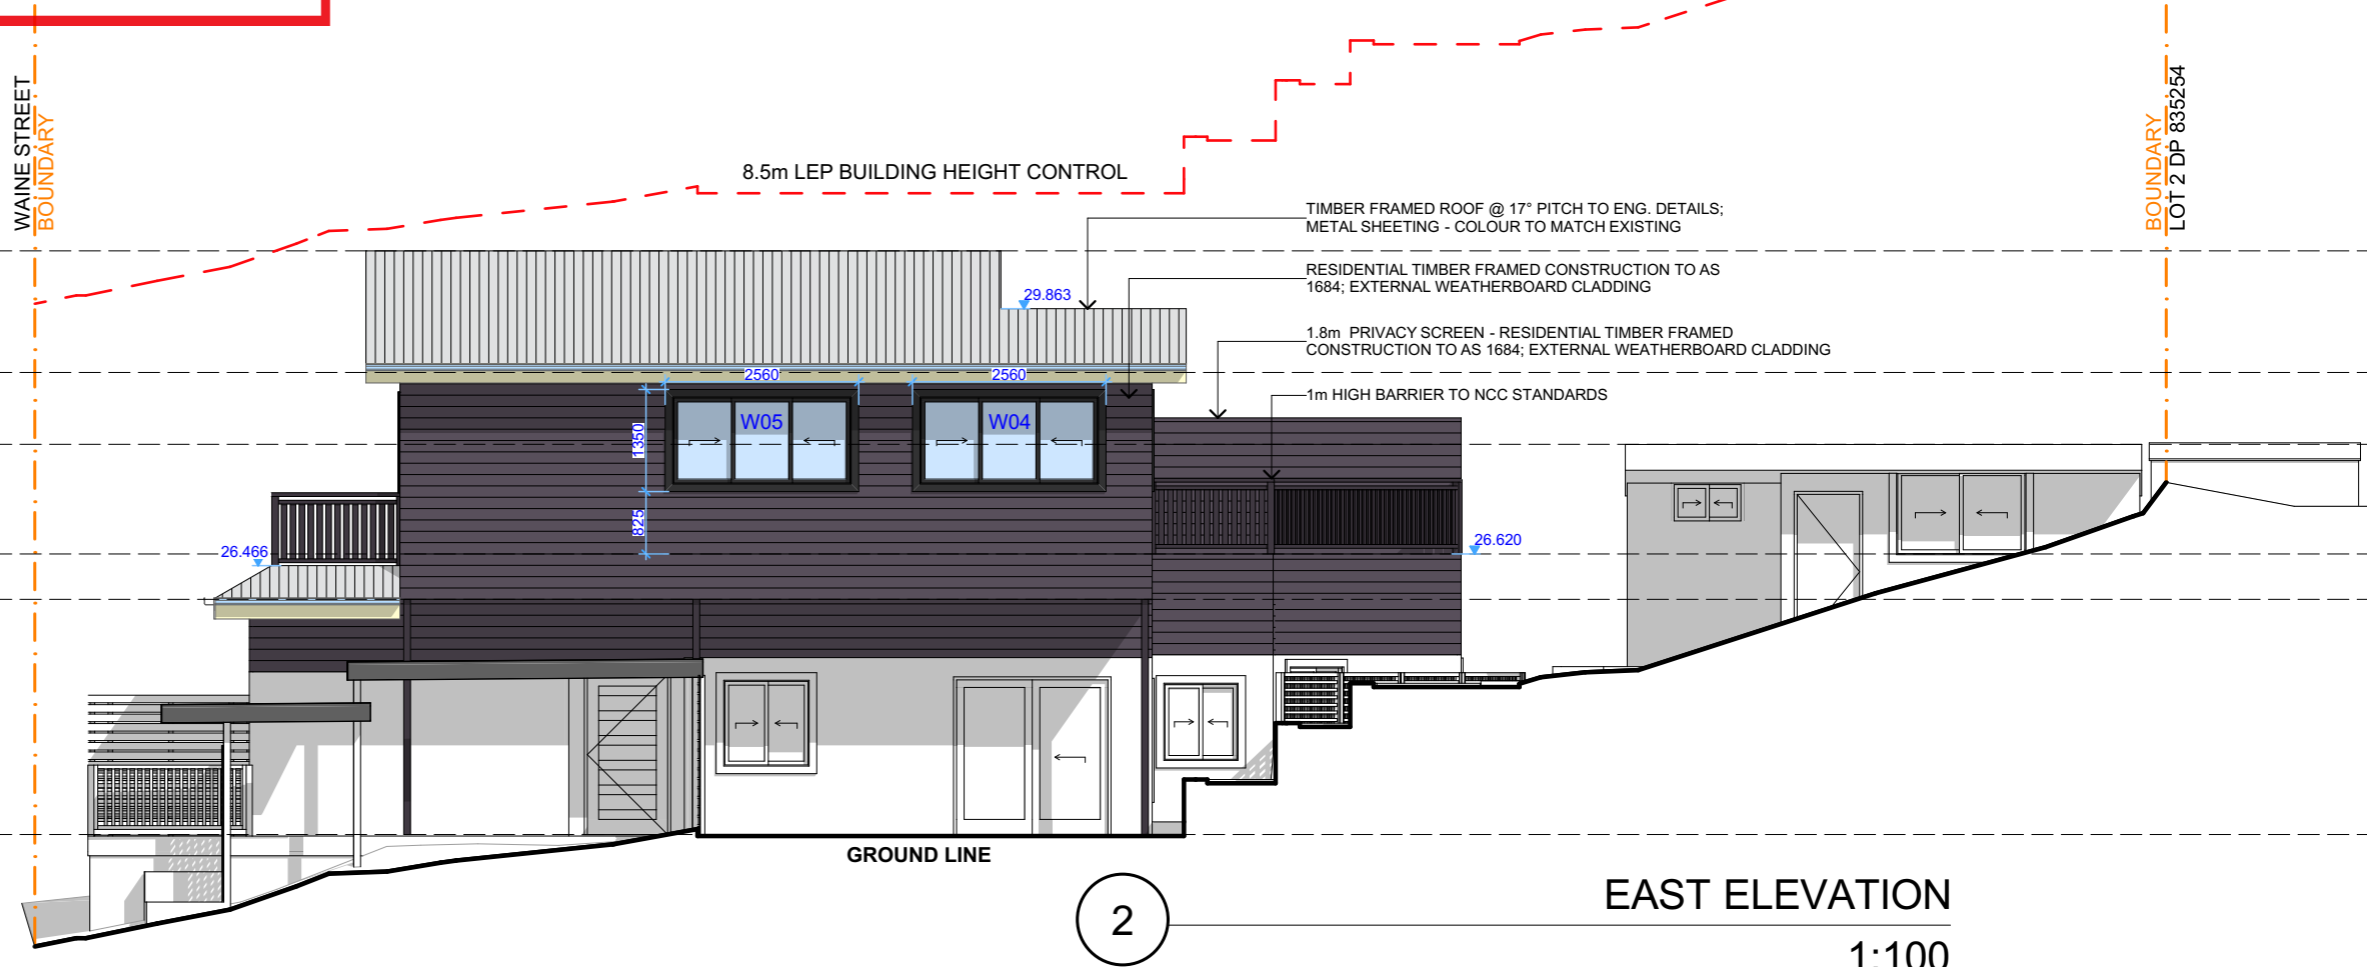 WAINE STREET
BOUNDARY
8.5m LEP BUILDING HEIGHT CONTROL
BOUNDARY
LOT 2 DP 835254
TIMBER FRAMED ROOF @ 17° PITCH TO ENG. DETAILS;
METAL SHEETING - COLOUR TO MATCH EXISTING
RESIDENTIAL TIMBER FRAMED CONSTRUCTION TO AS
1684; EXTERNAL WEATHERBOARD CLADDING
29.863
1.8m PRIVACY SCREEN - RESIDENTIAL TIMBER FRAMED
CONSTRUCTION TO AS 1684; EXTERNAL WEATHERBOARD CLADDING
2560
2560
1m HIGH BARRIER TO NCC STANDARDS
W05
W04
1350
825
26.466
26.620
GROUND LINE
2
EAST ELEVATION
1:100